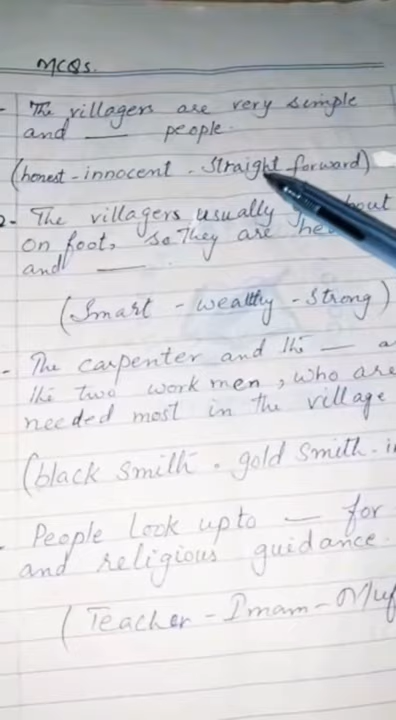 MCQs.
The villagers are very simple
and ___ people.
(honest - innocent - Straight forward)
2- The villagers usually
on foot, so They are
and ___
(Smart - wealthy - Strong)
- The carpenter and the ___
the two work men, who are
needed most in the village
(black smith - gold smith -
People look upto ___ for
and religious guidance.
(Teacher - Imam -